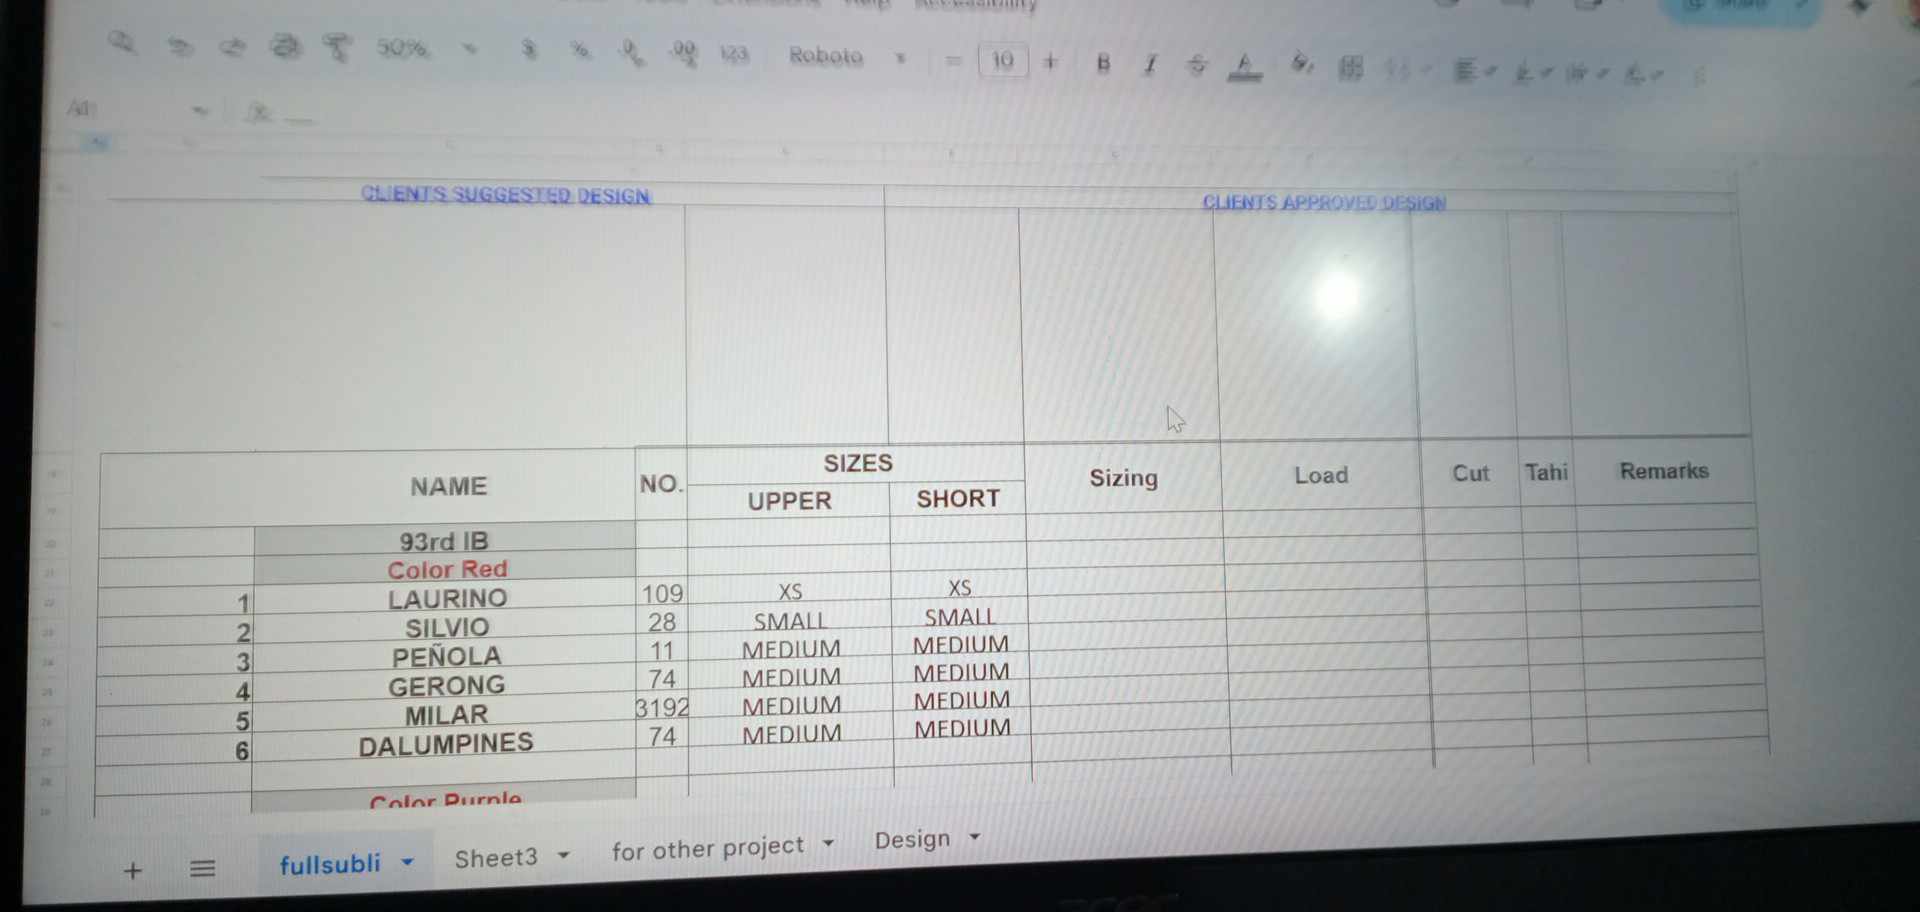 50% $ % .0 .00 123 Roboto - 10 + B I S A
A1 fx
CLIENTS SUGGESTED DESIGN CLIENTS APPROVED DESIGN
NAME NO. SIZES Sizing Load Cut Tahi Remarks
UPPER SHORT
93rd IB
Color Red
1 LAURINO 109 XS XS
2 SILVIO 28 SMALL SMALL
3 PEÑOLA 11 MEDIUM MEDIUM
4 GERONG 74 MEDIUM MEDIUM
5 MILAR 3192 MEDIUM MEDIUM
6 DALUMPINES 74 MEDIUM MEDIUM
Color Purple
+ fullsubli Sheet3 for other project Design